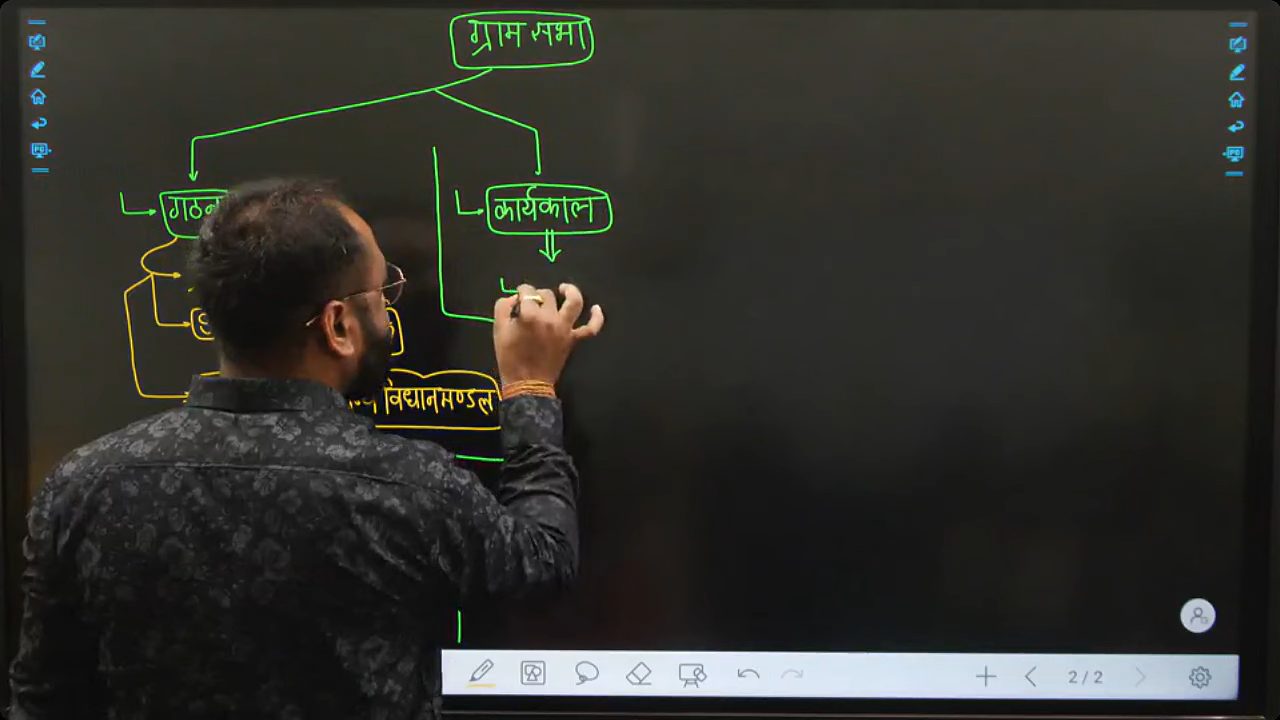 ग्राम सभा
गठन
कार्यकाल
विधानमण्डल
2 / 2